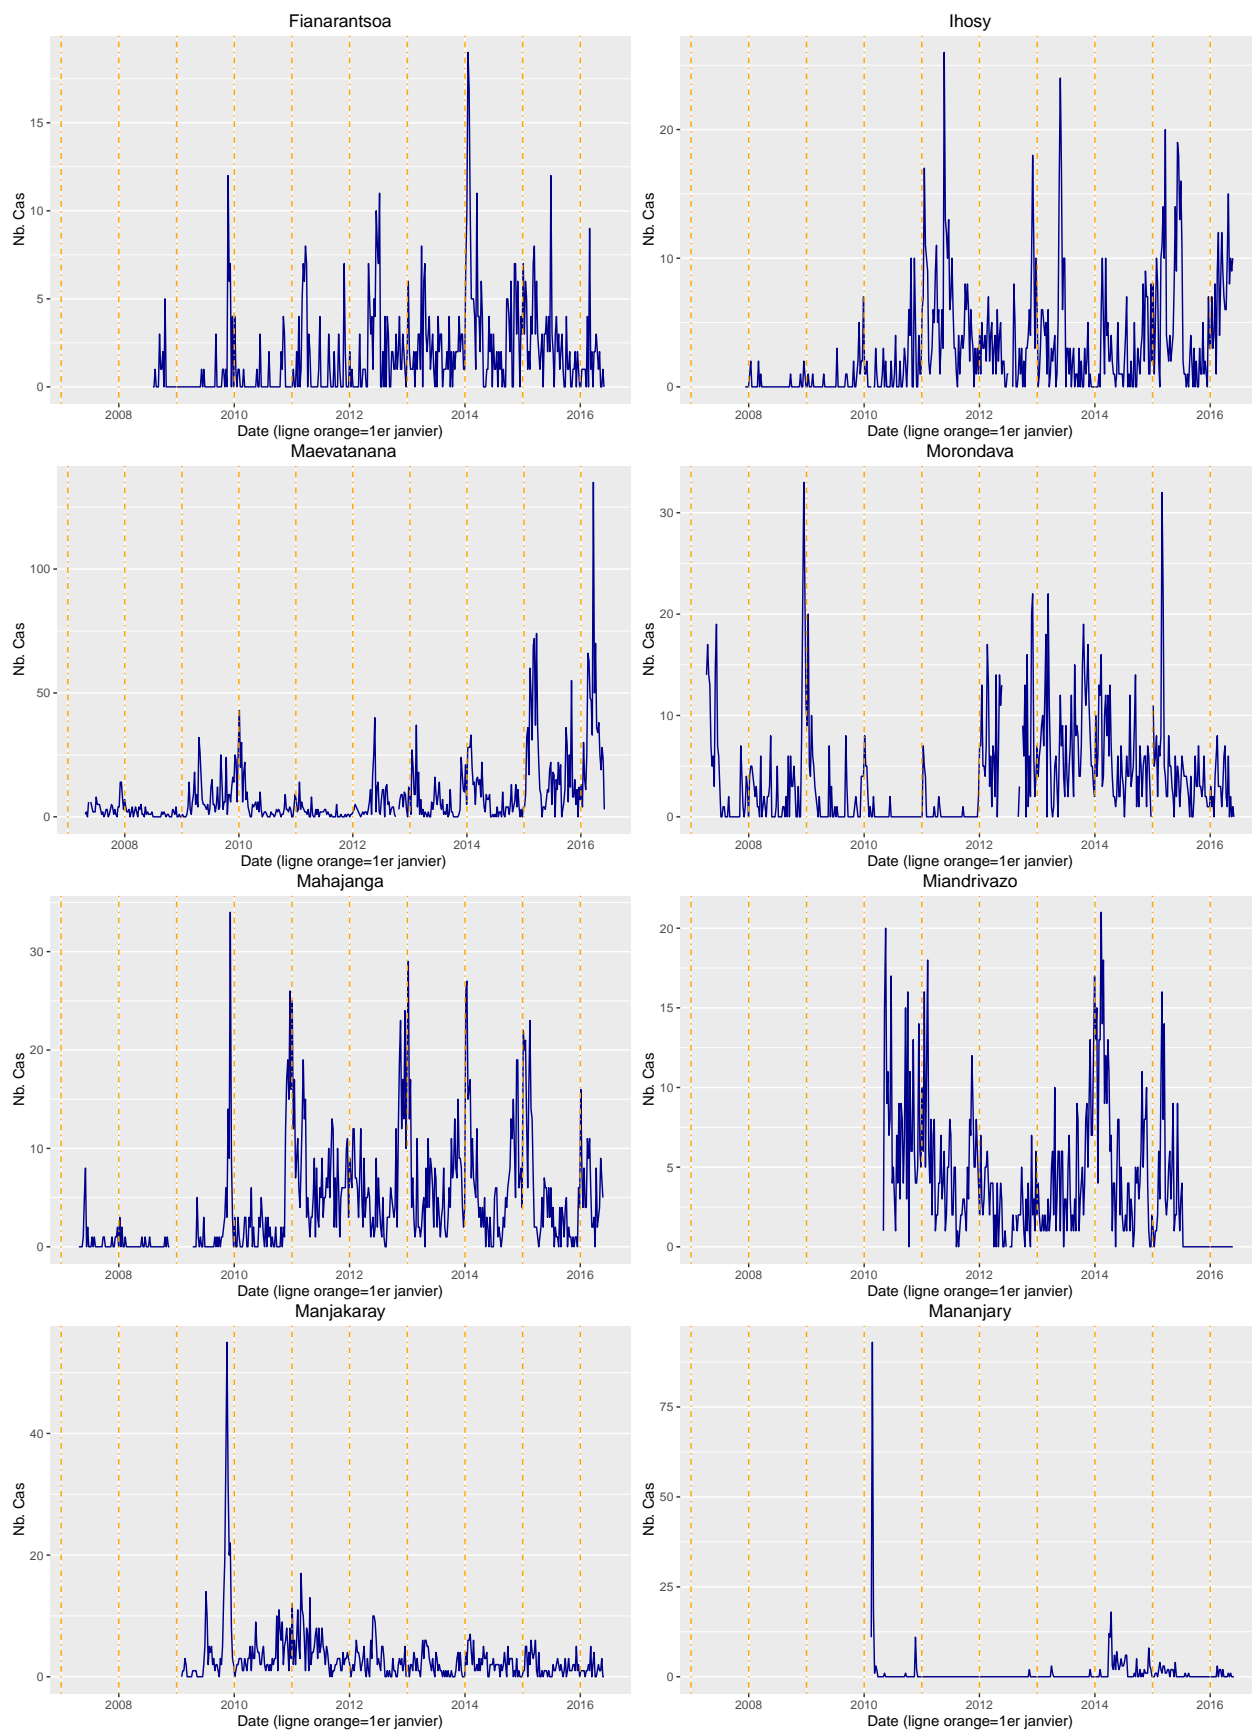 Fianarantsoa
Nb. Cas
15
10
5
0
2008 2010 2012 2014 2016
Date (ligne orange=1er janvier)
Ihosy
Nb. Cas
20
10
0
2008 2010 2012 2014 2016
Date (ligne orange=1er janvier)
Maevatanana
Nb. Cas
100
50
0
2008 2010 2012 2014 2016
Date (ligne orange=1er janvier)
Morondava
Nb. Cas
30
20
10
0
2008 2010 2012 2014 2016
Date (ligne orange=1er janvier)
Mahajanga
Nb. Cas
30
20
10
0
2008 2010 2012 2014 2016
Date (ligne orange=1er janvier)
Miandrivazo
Nb. Cas
20
15
10
5
0
2008 2010 2012 2014 2016
Date (ligne orange=1er janvier)
Manjakaray
Nb. Cas
40
20
0
2008 2010 2012 2014 2016
Date (ligne orange=1er janvier)
Mananjary
Nb. Cas
75
50
25
0
2008 2010 2012 2014 2016
Date (ligne orange=1er janvier)